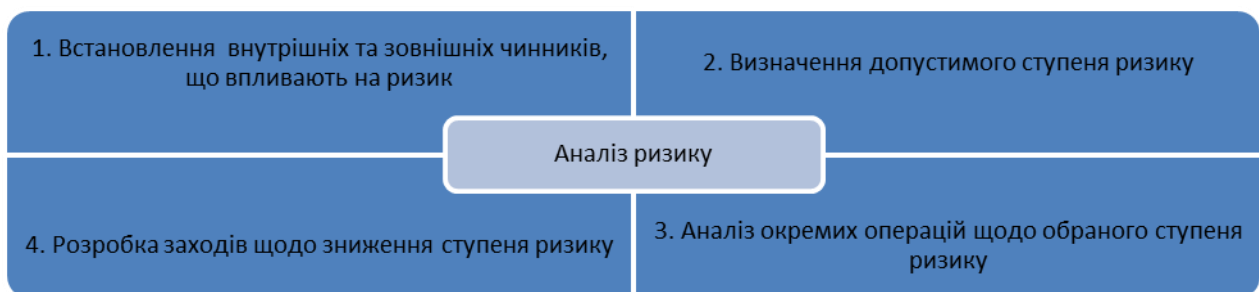 1. Встановлення внутрішніх та зовнішніх чинників,
що впливають на ризик
2. Визначення допустимого ступеня ризику
Аналіз ризику
4. Розробка заходів щодо зниження ступеня ризику
3. Аналіз окремих операцій щодо обраного ступеня
ризику